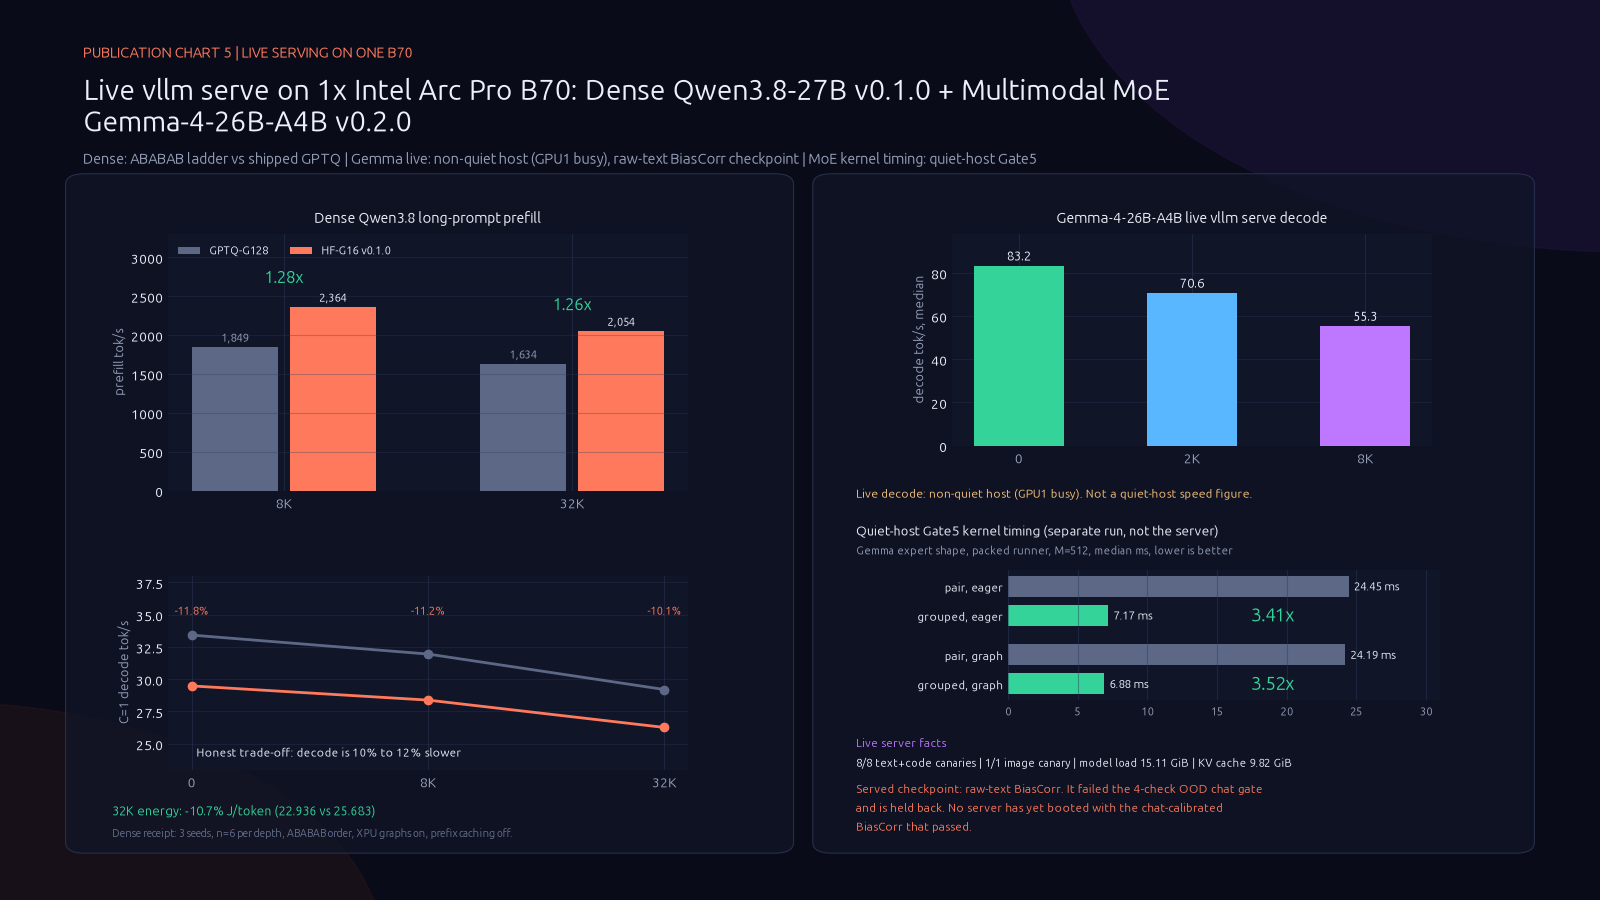 PUBLICATION CHART 5 | LIVE SERVING ON ONE B70
Live vllm serve on 1x Intel Arc Pro B70: Dense Qwen3.8-27B v0.1.0 + Multimodal MoE
Gemma-4-26B-A4B v0.2.0
Dense: ABABAB ladder vs shipped GPTQ | Gemma live: non-quiet host (GPU1 busy), raw-text BiasCorr checkpoint | MoE kernel timing: quiet-host Gate5
Dense Qwen3.8 long-prompt prefill
GPTQ-G128
HF-G16 v0.1.0
prefill tok/s
3000
2500
2000
1500
1000
500
0
1.28x
1,849
2,364
1.26x
1,634
2,054
8K
32K
C=1 decode tok/s
37.5
35.0
32.5
30.0
27.5
25.0
-11.8%
-11.2%
-10.1%
Honest trade-off: decode is 10% to 12% slower
0
8K
32K
32K energy: -10.7% J/token (22.936 vs 25.683)
Dense receipt: 3 seeds, n=6 per depth, ABABAB order, XPU graphs on, prefix caching off.
Gemma-4-26B-A4B live vllm serve decode
decode tok/s, median
80
60
40
20
0
83.2
70.6
55.3
0
2K
8K
Live decode: non-quiet host (GPU1 busy). Not a quiet-host speed figure.
Quiet-host Gate5 kernel timing (separate run, not the server)
Gemma expert shape, packed runner, M=512, median ms, lower is better
pair, eager
24.45 ms
grouped, eager
7.17 ms
3.41x
pair, graph
24.19 ms
grouped, graph
6.88 ms
3.52x
0
5
10
15
20
25
30
Live server facts
8/8 text+code canaries | 1/1 image canary | model load 15.11 GiB | KV cache 9.82 GiB
Served checkpoint: raw-text BiasCorr. It failed the 4-check OOD chat gate
and is held back. No server has yet booted with the chat-calibrated
BiasCorr that passed.